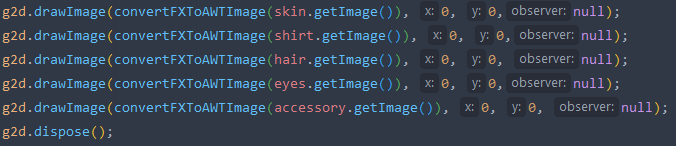 g2d.drawImage(convertFXToAWTImage(skin.getImage()), x: 0, y: 0, observer: null);
g2d.drawImage(convertFXToAWTImage(shirt.getImage()), x: 0, y: 0, observer: null);
g2d.drawImage(convertFXToAWTImage(hair.getImage()), x: 0, y: 0, observer: null);
g2d.drawImage(convertFXToAWTImage(eyes.getImage()), x: 0, y: 0, observer: null);
g2d.drawImage(convertFXToAWTImage(accessory.getImage()), x: 0, y: 0, observer: null);
g2d.dispose();